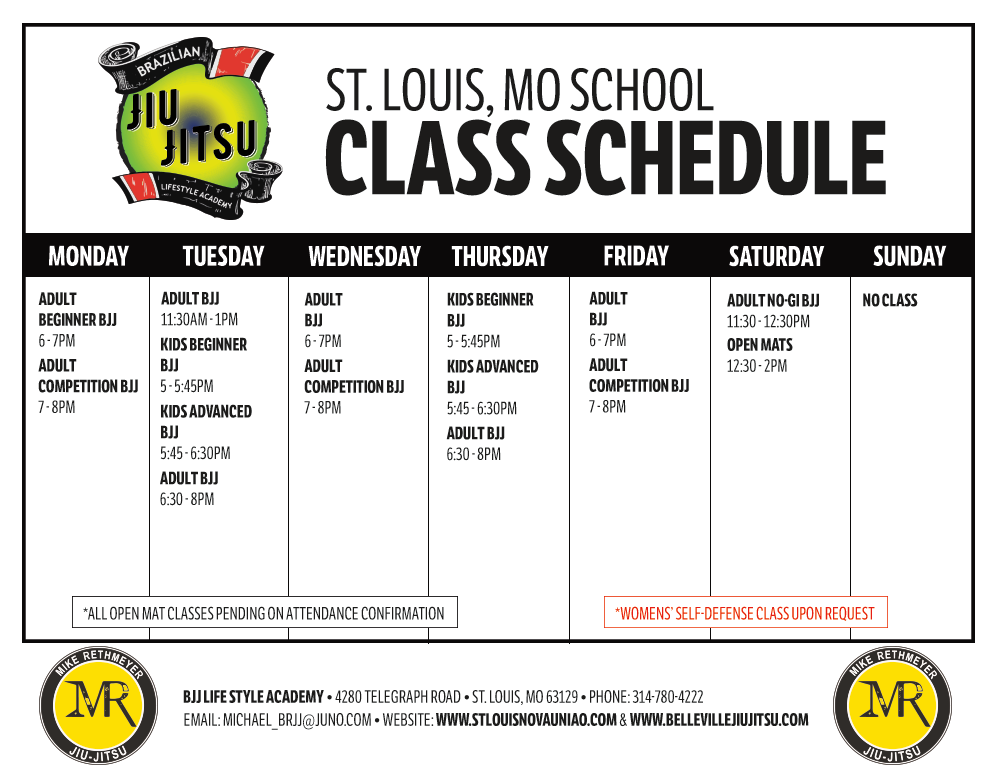 BRAZILIAN
JIU
JITSU
LIFESTYLE ACADEMY
ST. LOUIS, MO SCHOOL
CLASS SCHEDULE
MONDAY
ADULT
BEGINNER BJJ
6 - 7PM
ADULT
COMPETITION BJJ
7 - 8PM
TUESDAY
ADULT BJJ
11:30AM - 1PM
KIDS BEGINNER
BJJ
5 - 5:45PM
KIDS ADVANCED
BJJ
5:45 - 6:30PM
ADULT BJJ
6:30 - 8PM
WEDNESDAY
ADULT
BJJ
6 - 7PM
ADULT
COMPETITION BJJ
7 - 8PM
THURSDAY
KIDS BEGINNER
BJJ
5 - 5:45PM
KIDS ADVANCED
BJJ
5:45 - 6:30PM
ADULT BJJ
6:30 - 8PM
FRIDAY
ADULT
BJJ
6 - 7PM
ADULT
COMPETITION BJJ
7 - 8PM
SATURDAY
ADULT NO-GI BJJ
11:30 - 12:30PM
OPEN MATS
12:30 - 2PM
SUNDAY
NO CLASS
*ALL OPEN MAT CLASSES PENDING ON ATTENDANCE CONFIRMATION
*WOMENS' SELF-DEFENSE CLASS UPON REQUEST
MIKE RETHMEYER
MR
JIU-JITSU
BJJ LIFE STYLE ACADEMY • 4280 TELEGRAPH ROAD • ST. LOUIS, MO 63129 • PHONE: 314-780-4222
EMAIL: MICHAEL_BRJJ@JUNO.COM • WEBSITE: WWW.STLOUISNOVAUNIAO.COM & WWW.BELLEVILLEJIUJITSU.COM
MIKE RETHMEYER
MR
JIU-JITSU